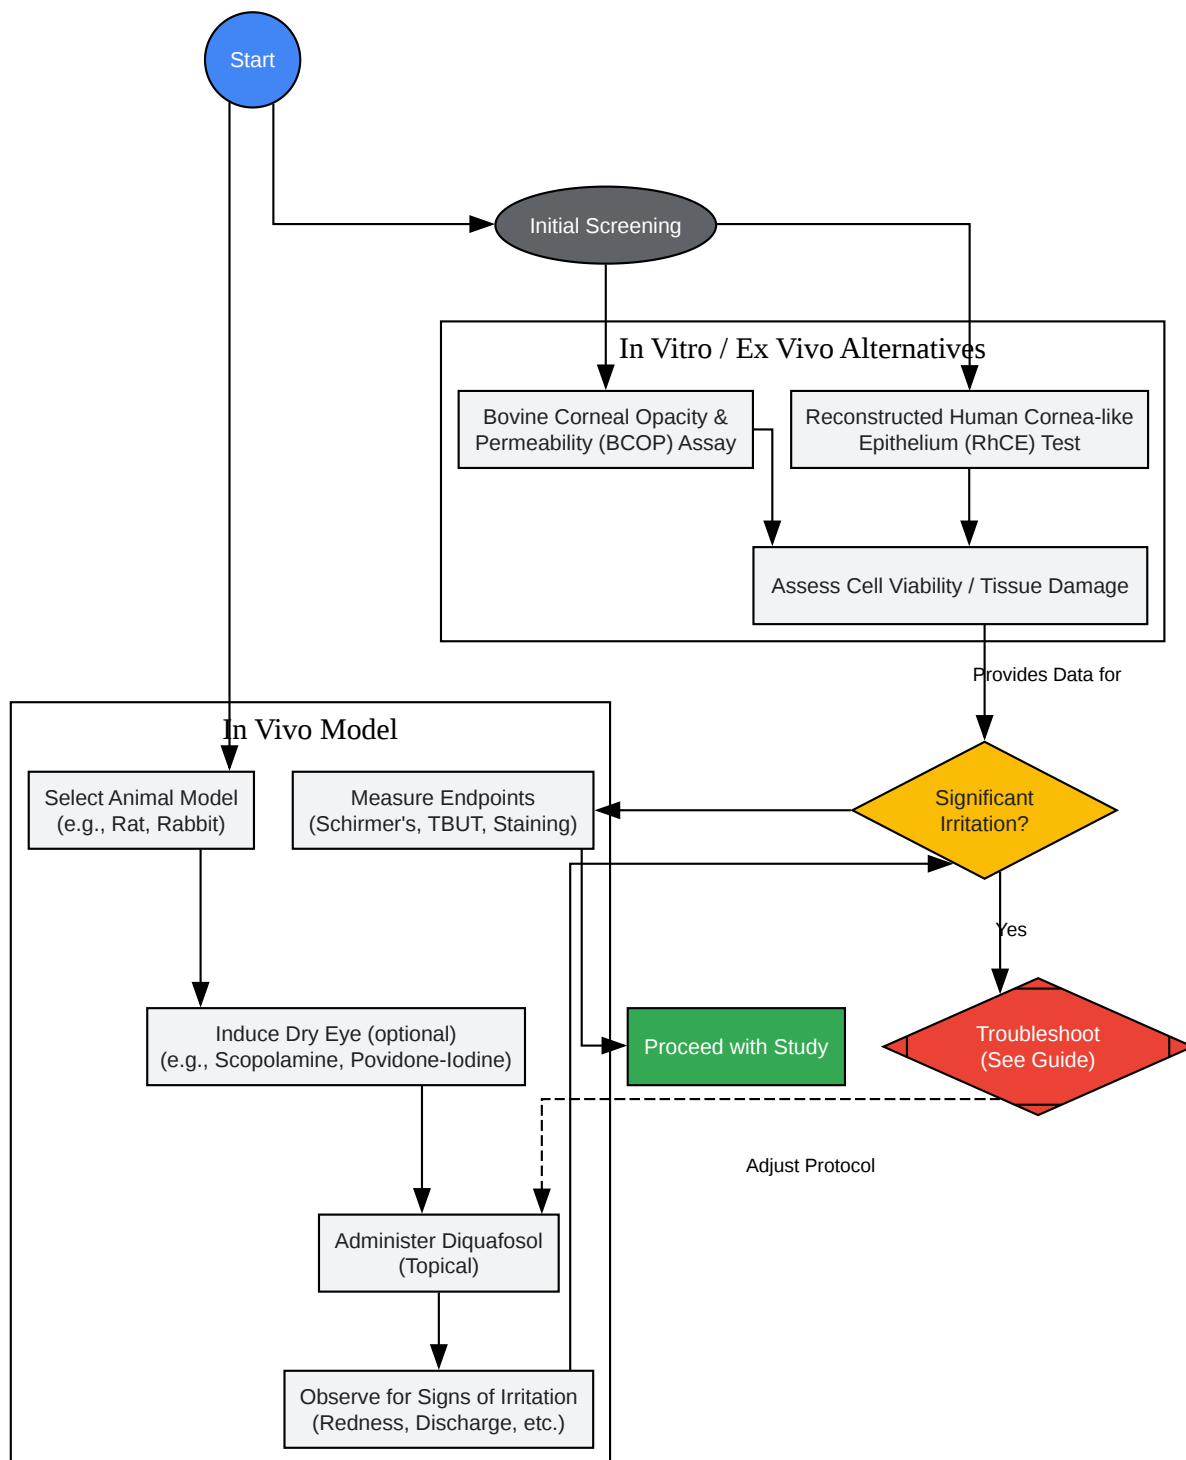 Start
Initial Screening
In Vitro / Ex Vivo Alternatives
Bovine Corneal Opacity &
Permeability (BCOP) Assay
Reconstructed Human Cornea-like
Epithelium (RhCE) Test
Assess Cell Viability / Tissue Damage
Provides Data for
In Vivo Model
Select Animal Model
(e.g., Rat, Rabbit)
Measure Endpoints
(Schirmer's, TBUT, Staining)
Significant
Irritation?
Yes
Induce Dry Eye (optional)
(e.g., Scopolamine, Povidone-Iodine)
Proceed with Study
Troubleshoot
(See Guide)
Adjust Protocol
Administer Diquafosol
(Topical)
Observe for Signs of Irritation
(Redness, Discharge, etc.)